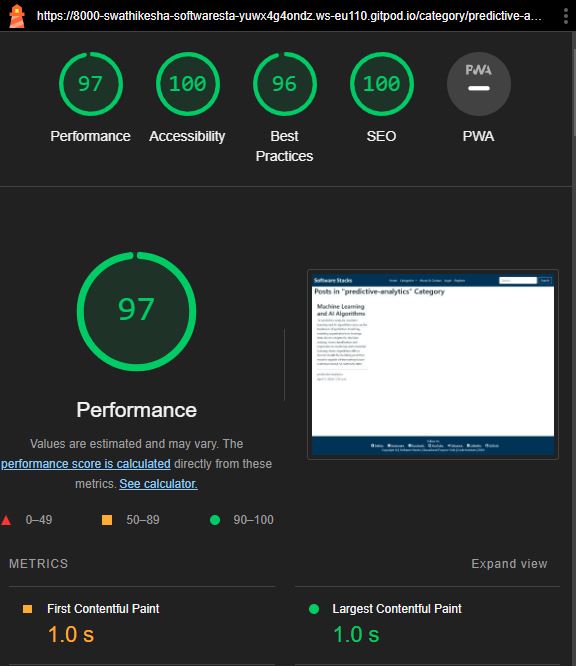 https://8000-swathikesha-softwaresta-yuwx4g4ondz.ws-eu110.gitpod.io/category/predictive-a...
97
100
96
100
PWA
Performance
Accessibility
Best
Practices
SEO
PWA
97
Performance
Values are estimated and may vary. The
performance score is calculated directly from these
metrics. See calculator.
0–49
50–89
90–100
Software Stacks
Posts in "predictive-analytics" Category
Machine Learning
and AI Algorithms
METRICS
Expand view
First Contentful Paint
1.0 s
Largest Contentful Paint
1.0 s